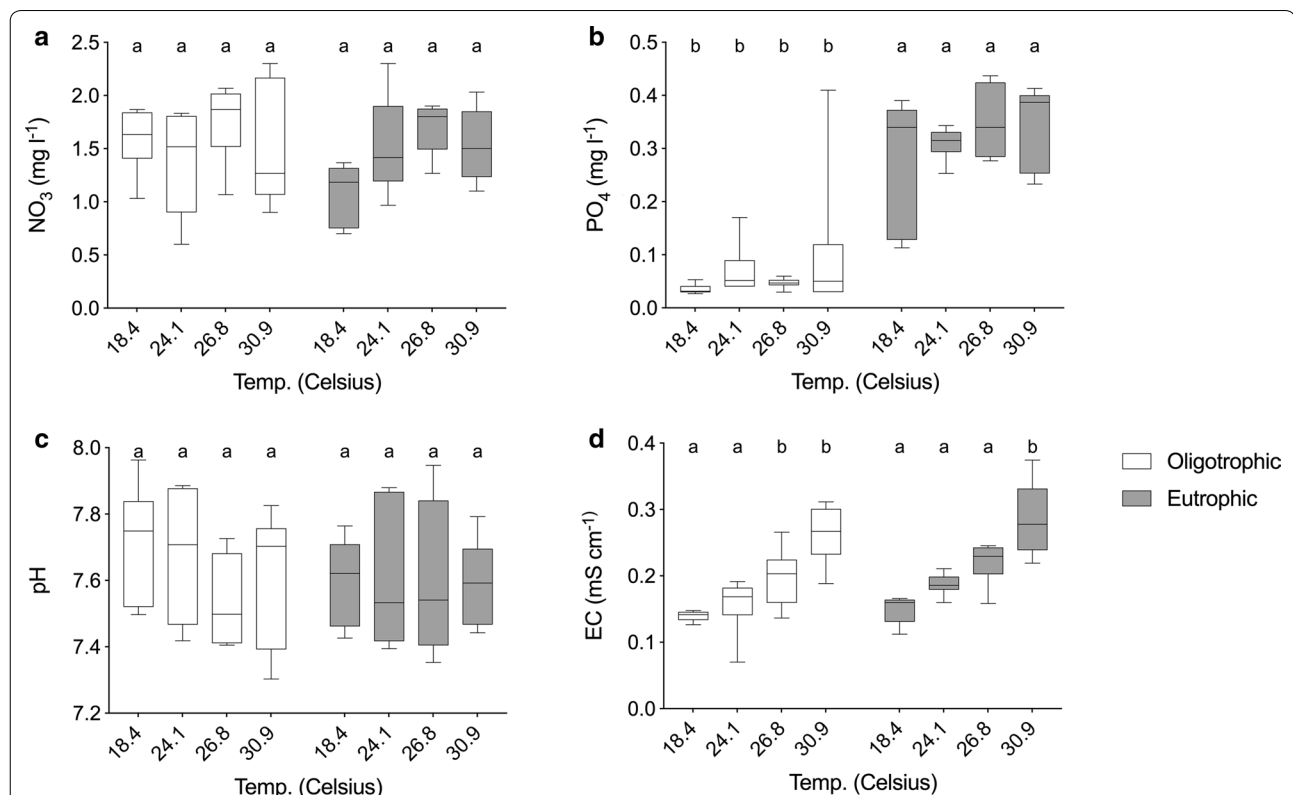 a
NO3 (mg l-1)
2.5
2.0
1.5
1.0
0.5
0.0
a a a a a a a a
18.4 24.1 26.8 30.9 18.4 24.1 26.8 30.9
Temp. (Celsius)
b
PO4 (mg l-1)
0.5
0.4
0.3
0.2
0.1
0.0
b b b b a a a a
18.4 24.1 26.8 30.9 18.4 24.1 26.8 30.9
Temp. (Celsius)
c
pH
8.0
7.8
7.6
7.4
7.2
a a a a a a a a
18.4 24.1 26.8 30.9 18.4 24.1 26.8 30.9
Temp. (Celsius)
d
EC (mS cm-1)
0.4
0.3
0.2
0.1
0.0
a a b b a a a b
18.4 24.1 26.8 30.9 18.4 24.1 26.8 30.9
Temp. (Celsius)
Oligotrophic
Eutrophic